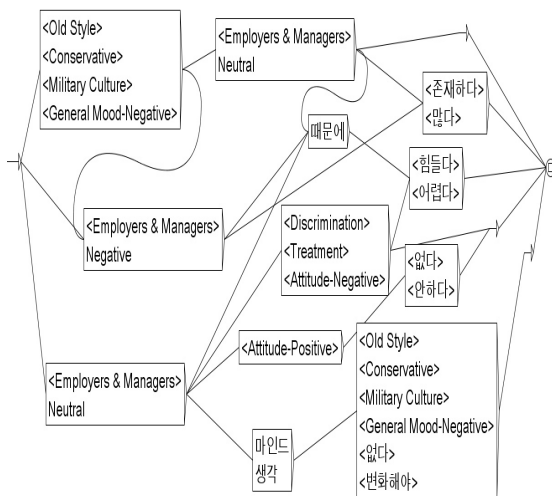 <Old Style>
<Conservative>
<Military Culture>
<General Mood-Negative>
<Employers & Managers>
Neutral
<존재하다>
<많다>
때문에
<힘들다>
<어렵다>
<Employers & Managers>
Negative
<Discrimination>
<Treatment>
<Attitude-Negative>
<없다>
<안하다>
<Attitude-Positive>
<Employers & Managers>
Neutral
<Old Style>
<Conservative>
<Military Culture>
<General Mood-Negative>
<없다>
<변화해야>
마인드
생각